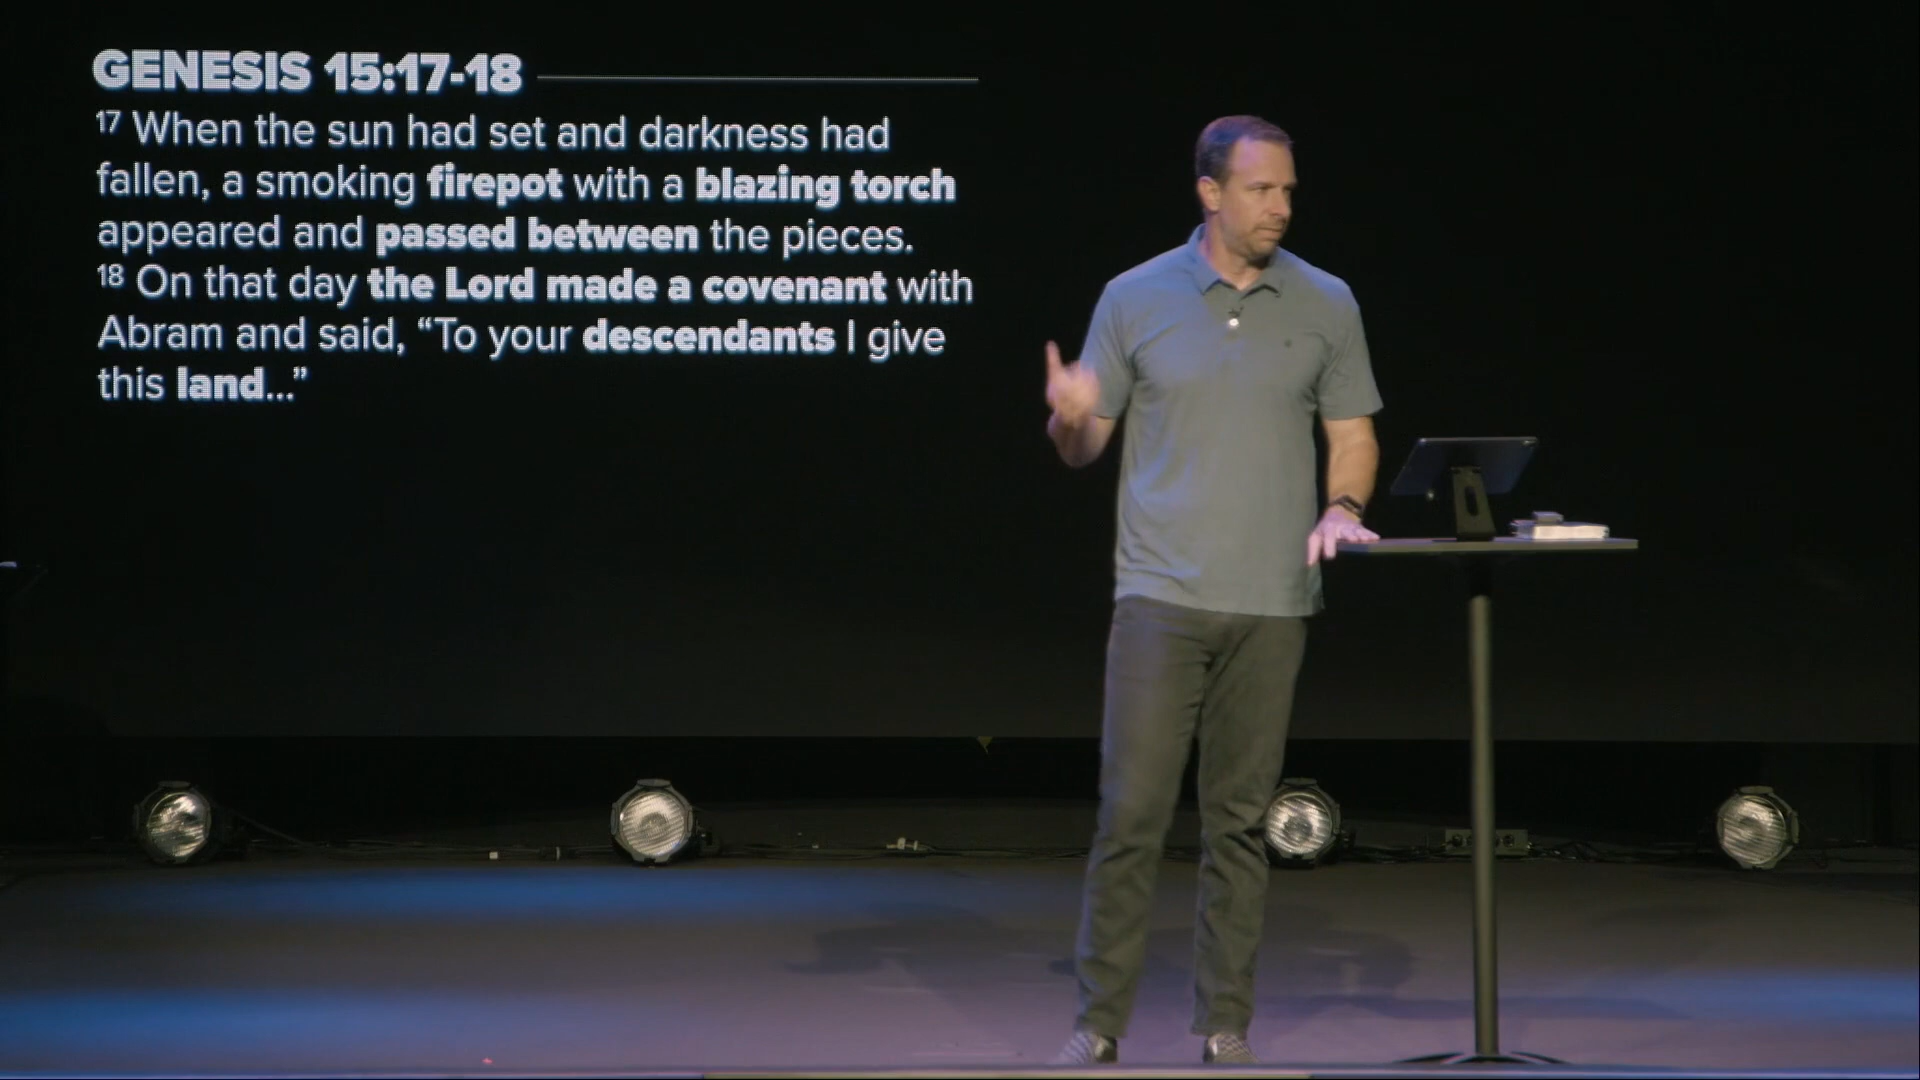 GENESIS 15:17-18
17 When the sun had set and darkness had
fallen, a smoking firepot with a blazing torch
appeared and passed between the pieces.
18 On that day the Lord made a covenant with
Abram and said, “To your descendants I give
this land...”